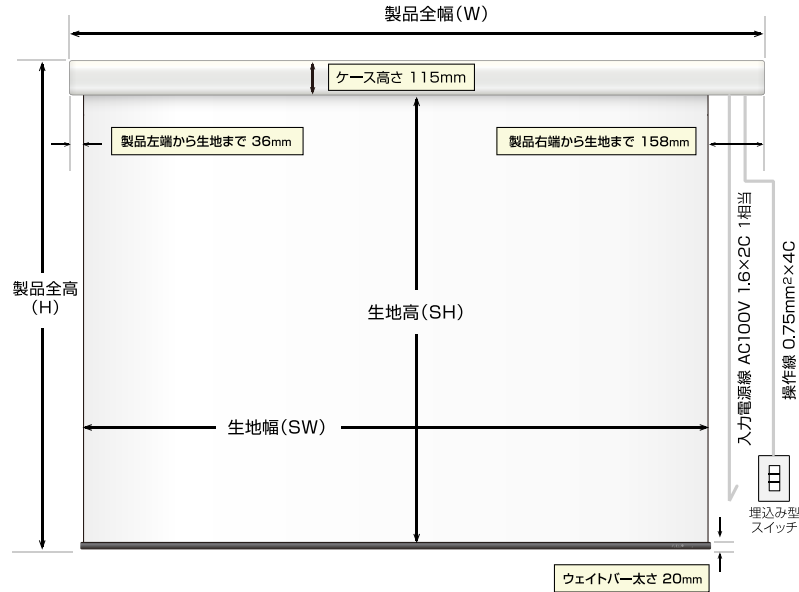 製品全幅(W)
ケース高さ 115mm
製品左端から生地まで 36mm
製品右端から生地まで 158mm
製品全高
(H)
生地高(SH)
生地幅(SW)
入力電源線 AC100V 1.6×2C 1相当
操作線 0.75mm²×4C
埋込み型
スイッチ
ウェイトバー太さ 20mm